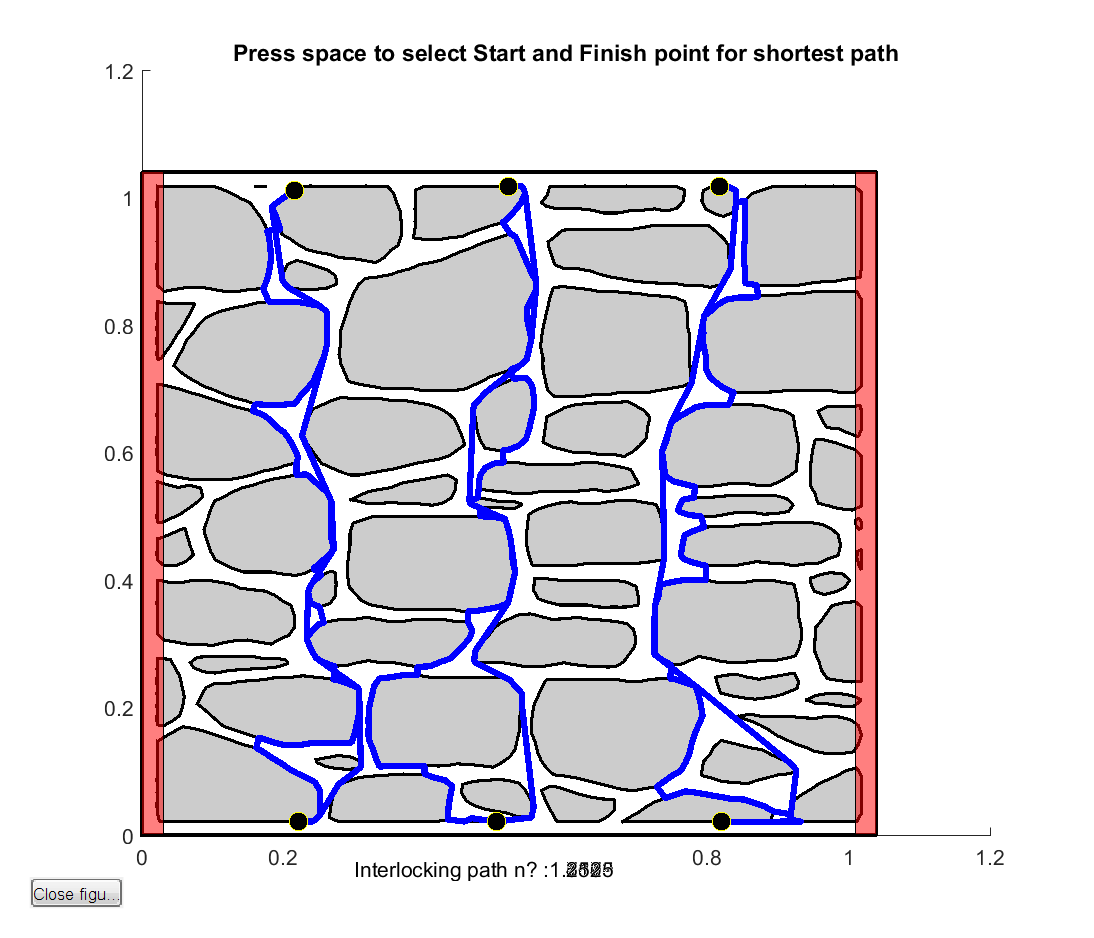 Press space to select Start and Finish point for shortest path
1.2
1
0.8
0.6
0.4
0.2
0
0 0.2 0.8 1 1.2
Interlocking path n? :1.
Close figu...